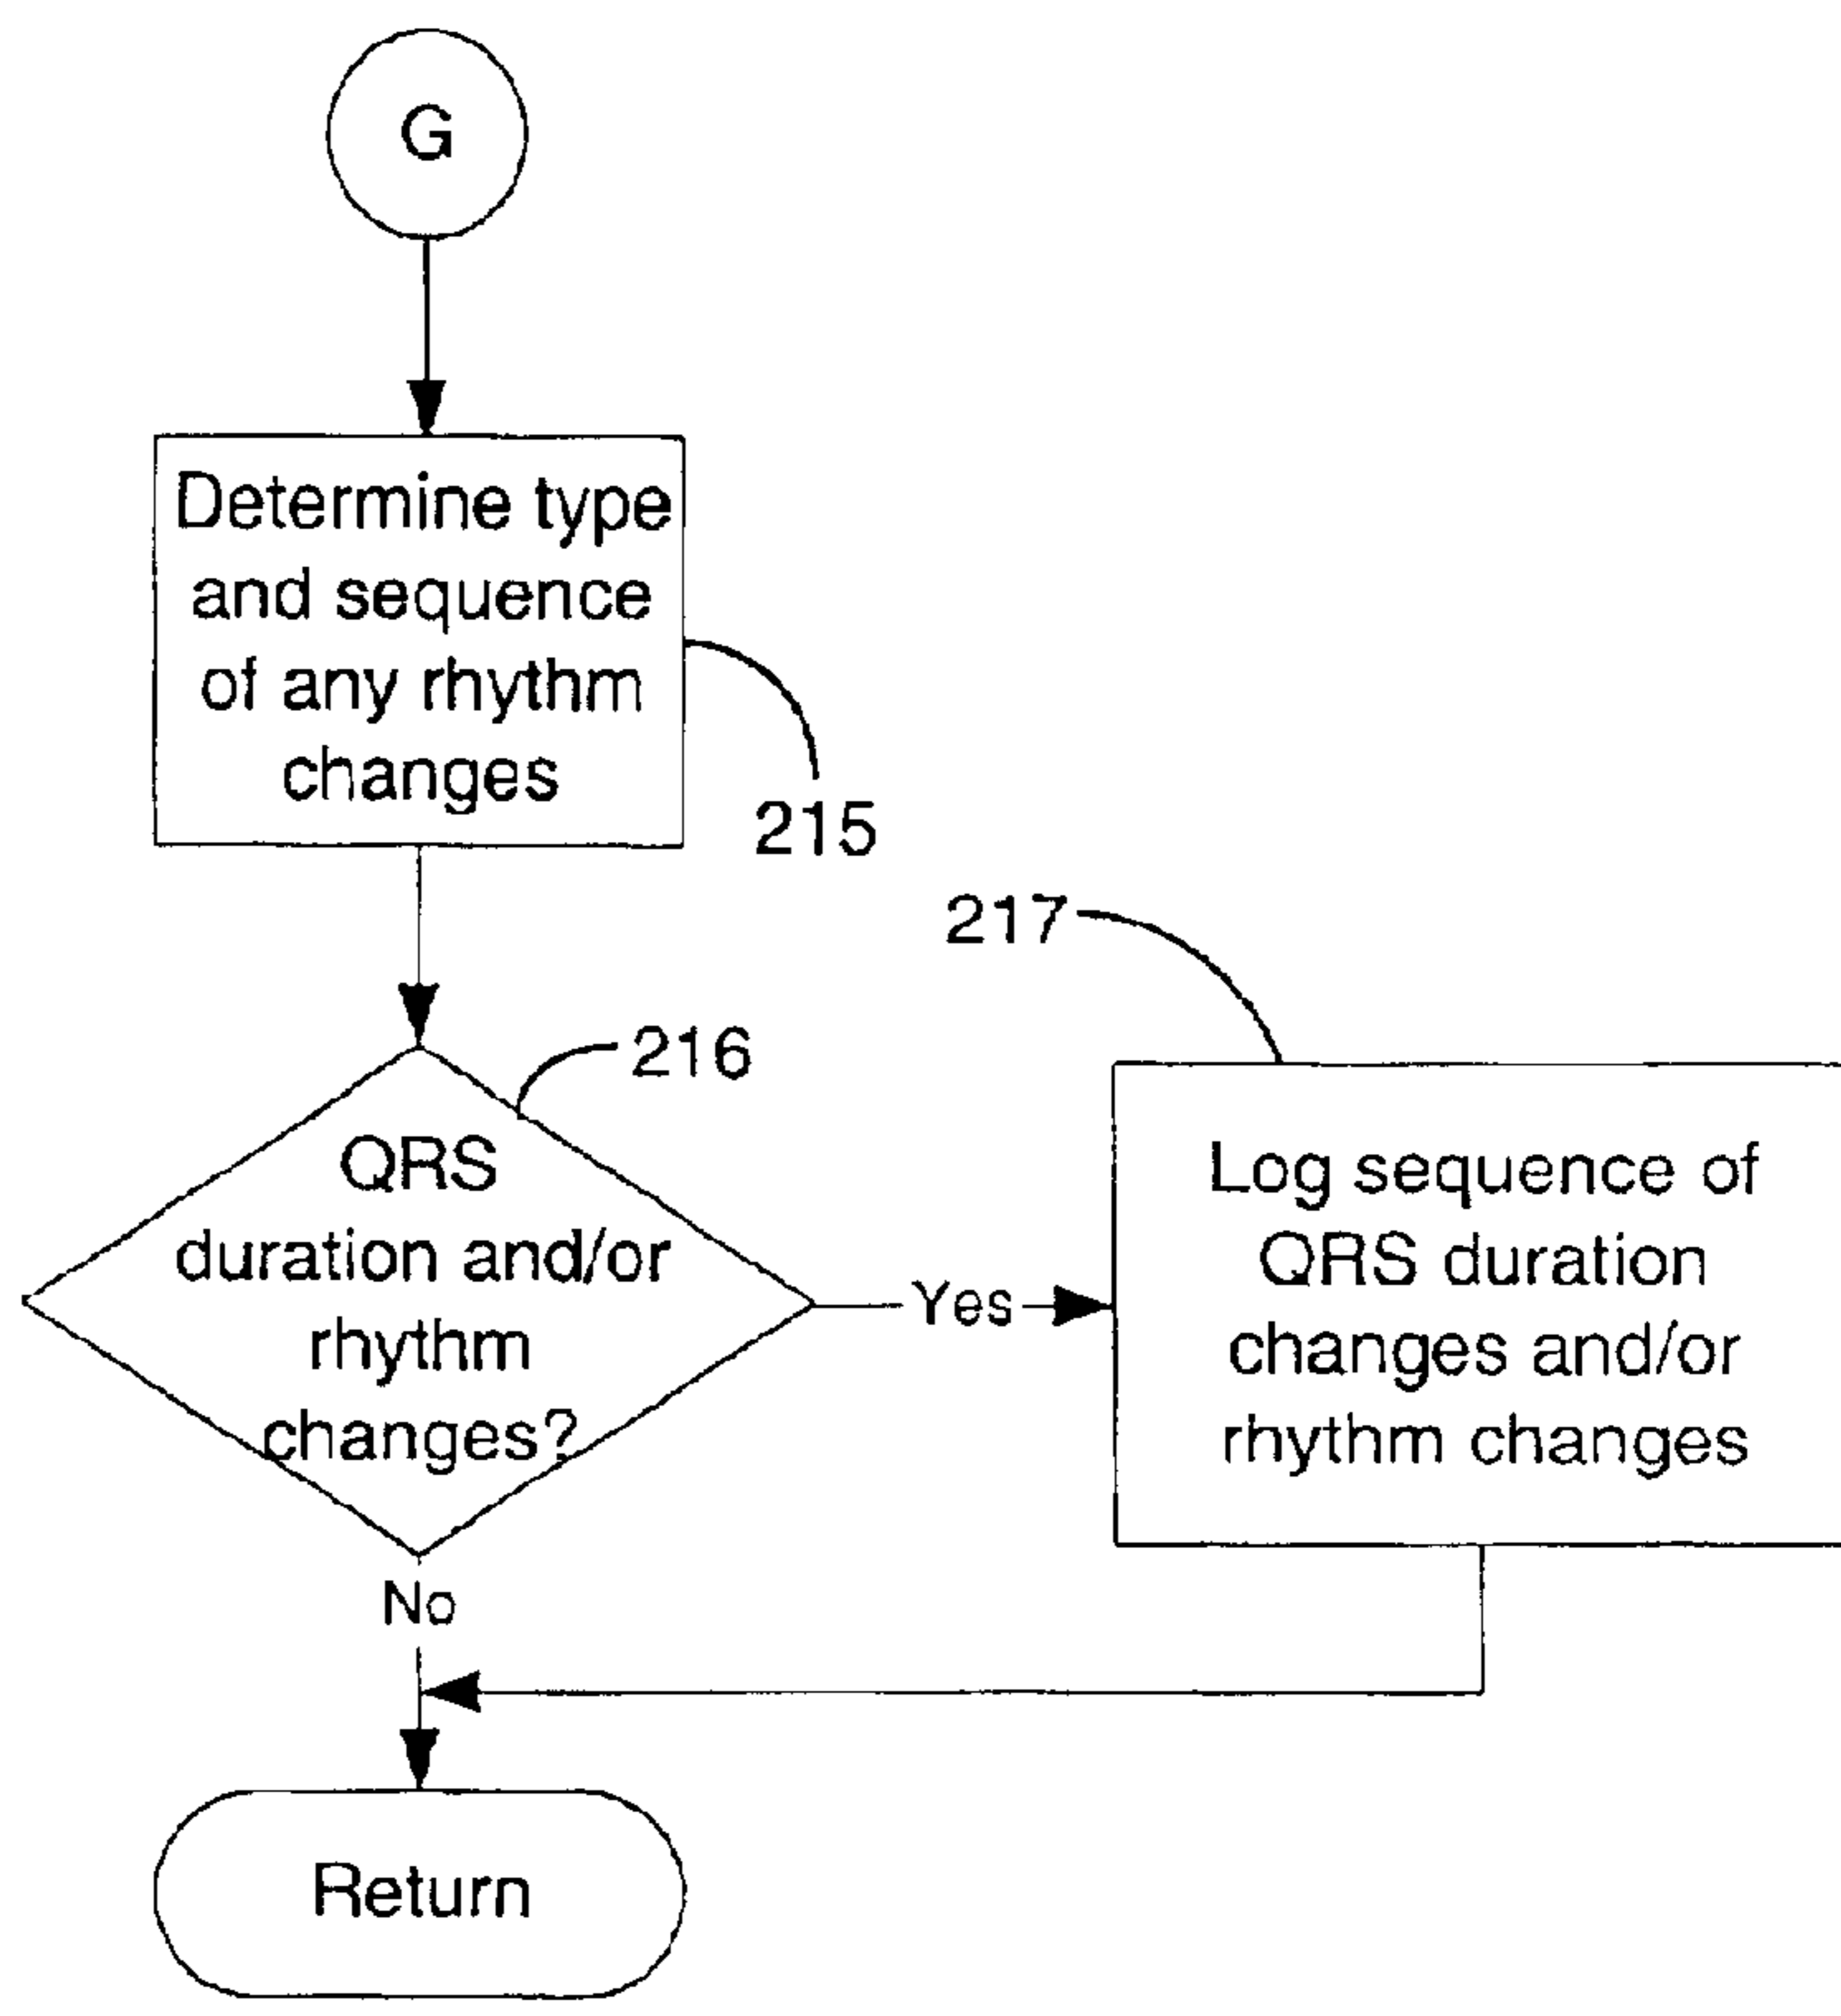 G
Determine type
and sequence
of any rhythm
changes
215
217
216
QRS
duration and/or
rhythm
changes?
Yes
Log sequence of
QRS duration
changes and/or
rhythm changes
No
Return